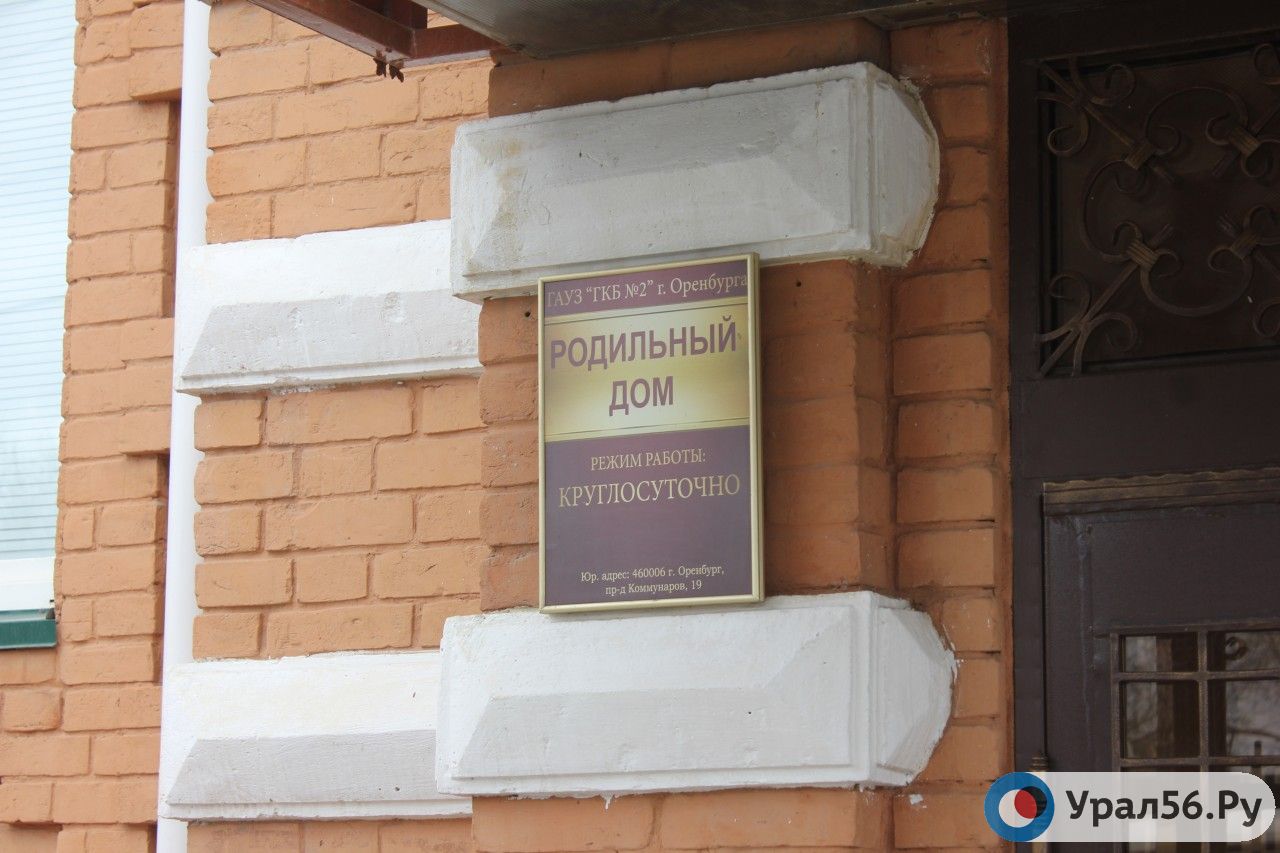 ГАУЗ "ГКБ №2" г. Оренбурга
РОДИЛЬНЫЙ
ДОМ
РЕЖИМ РАБОТЫ:
КРУГЛОСУТОЧНО
Юр. адрес: 460006 г. Оренбург,
пр-д Коммунаров, 19
Урал56.Ру